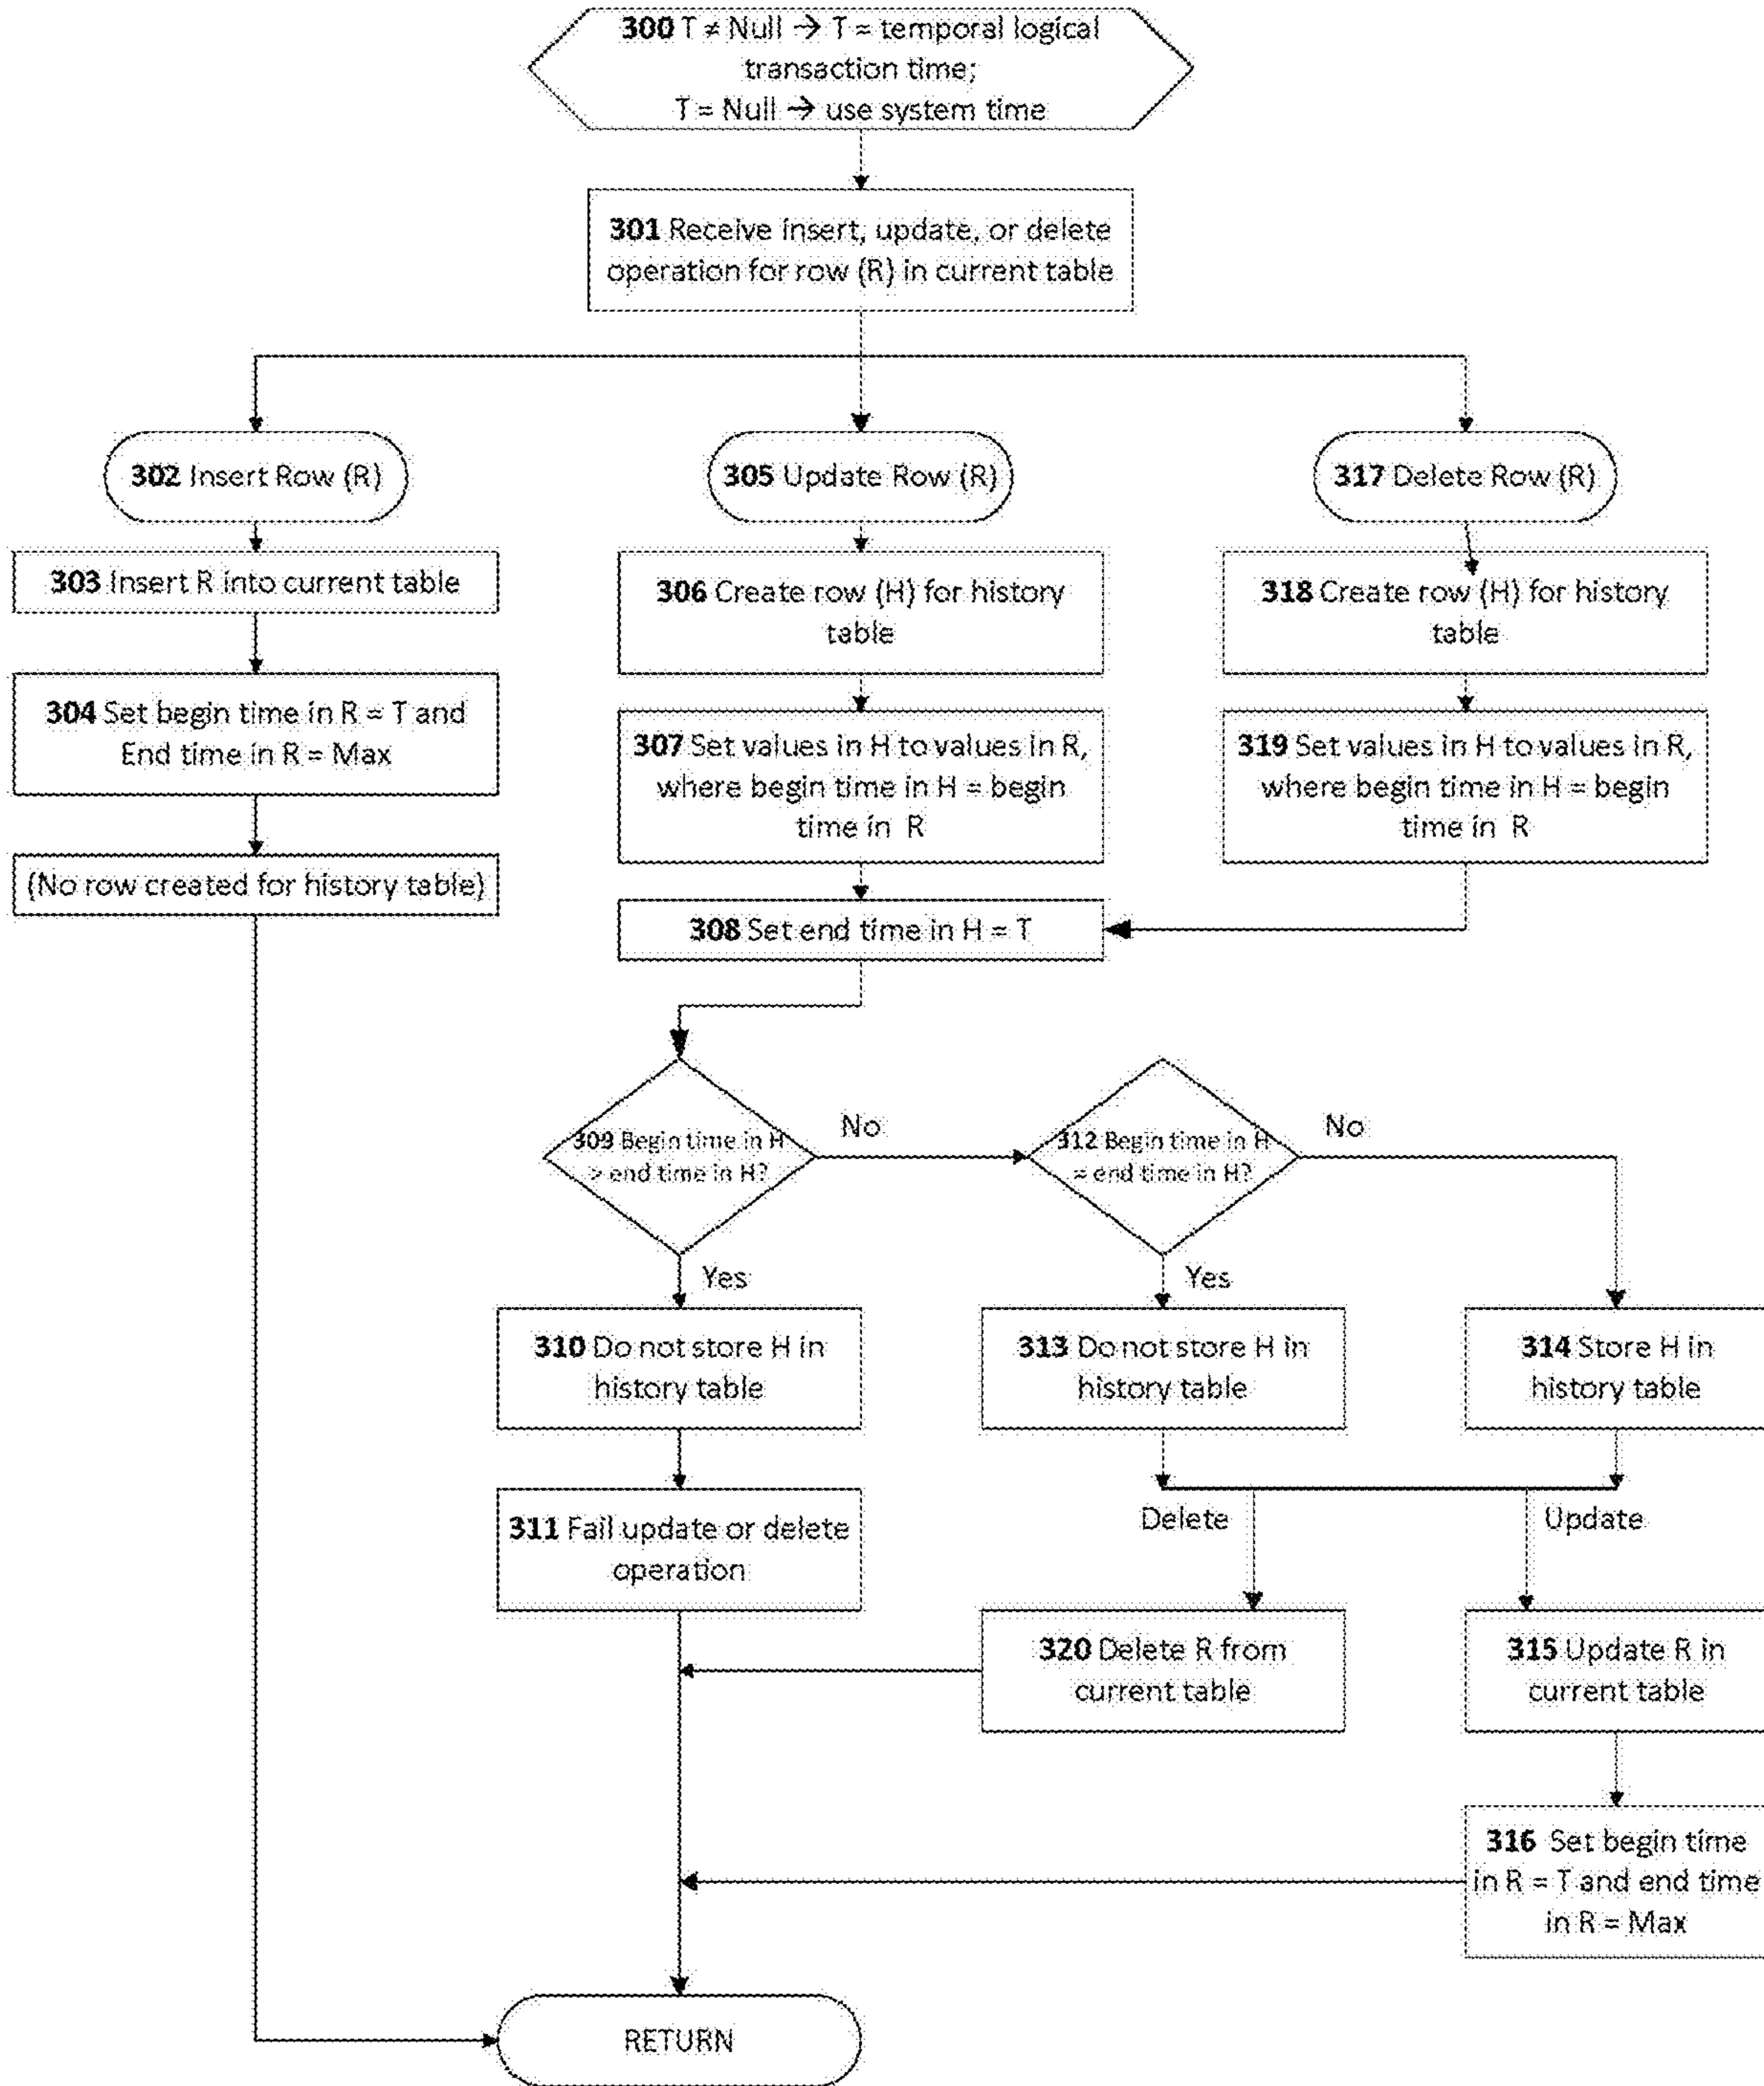 300 T ≠ Null → T = temporal logical
transaction time;
T = Null → use system time
301 Receive insert, update, or delete
operation for row (R) in current table
302 Insert Row (R)
303 Insert R into current table
304 Set begin time in R = T and
End time in R = Max
(No row created for history table)
305 Update Row (R)
306 Create row (H) for history
table
307 Set values in H to values in R,
where begin time in H = begin
time in R
317 Delete Row (R)
318 Create row (H) for history
table
319 Set values in H to values in R,
where begin time in H = begin
time in R
308 Set end time in H = T
309 Begin time in H
> end time in H?
No
312 Begin time in H
= end time in H?
No
Yes
Yes
310 Do not store H in
history table
313 Do not store H in
history table
314 Store H in
history table
311 Fail update or delete
operation
Delete
Update
320 Delete R from
current table
315 Update R in
current table
316 Set begin time
in R = T and end time
in R = Max
RETURN